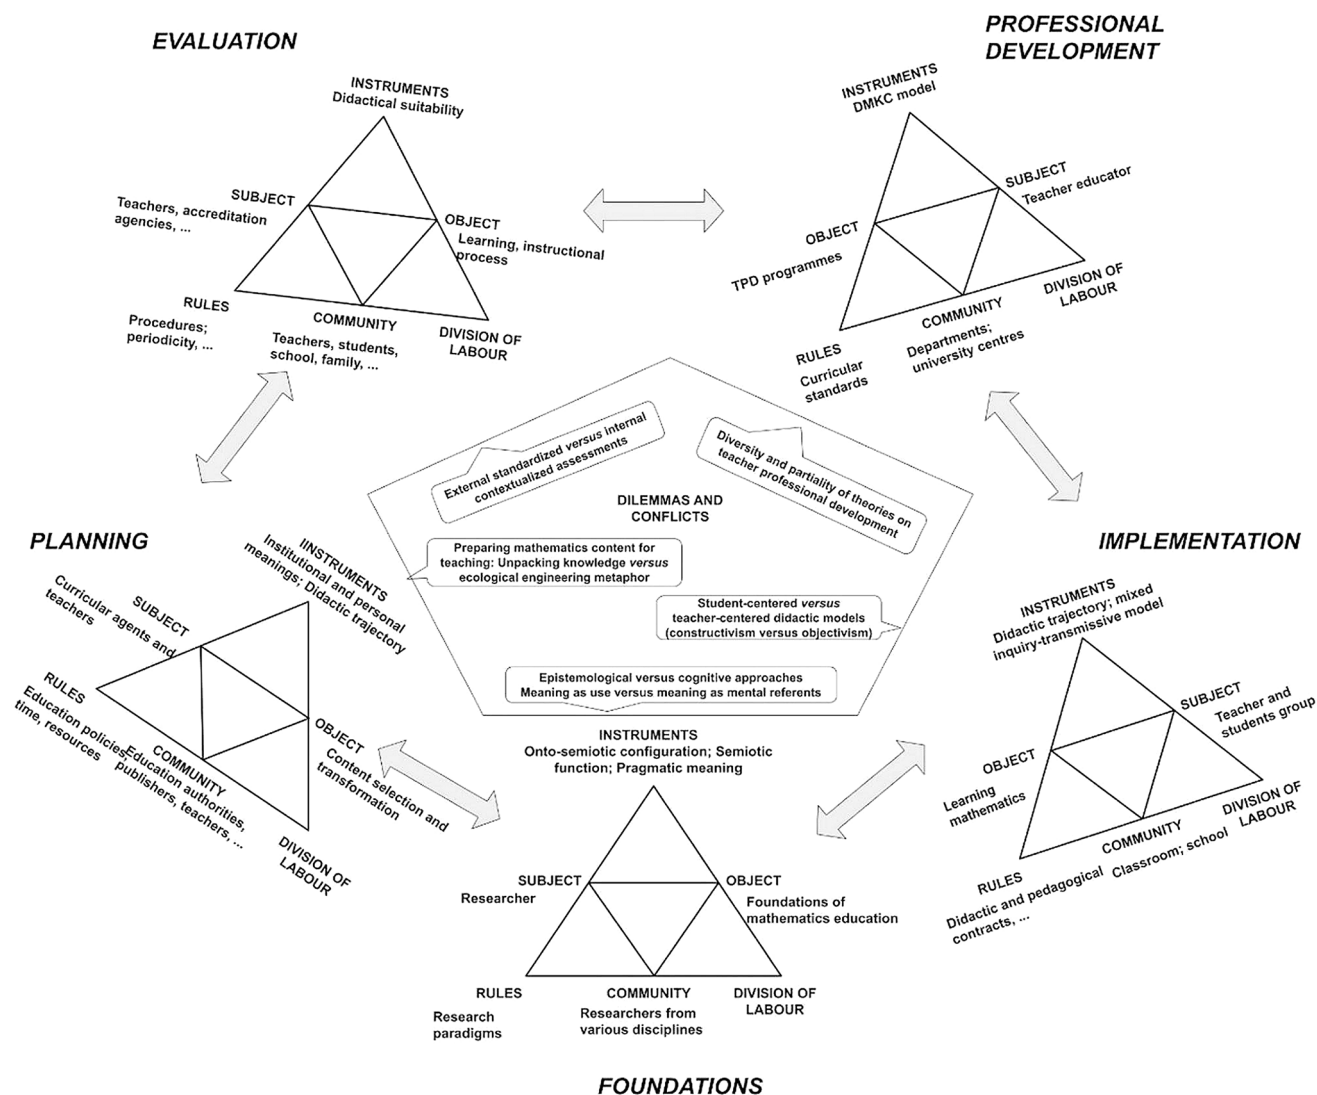 EVALUATION
INSTRUMENTS
Didactical suitability
SUBJECT
Teachers, accreditation
agencies, ...
OBJECT
Learning, instructional
process
RULES
Procedures;
periodicity, ...
COMMUNITY
Teachers, students,
school, family, ...
DIVISION OF
LABOUR
PROFESSIONAL
DEVELOPMENT
INSTRUMENTS
DMKC model
SUBJECT
Teacher educator
OBJECT
TPD programmes
RULES
Curricular
standards
COMMUNITY
Departments;
university centres
DIVISION OF
LABOUR
External standardized versus internal
contextualized assessments
Diversity and partiality of theories on
teacher professional development
DILEMMAS AND
CONFLICTS
Preparing mathematics content for
teaching: Unpacking knowledge versus
ecological engineering metaphor
Student-centered versus
teacher-centered didactic models
(constructivism versus objectivism)
Epistemological versus cognitive approaches
Meaning as use versus meaning as mental referents
PLANNING
IINSTRUMENTS
Institutional and personal
meanings; Didactic trajectory
SUBJECT
Curricular agents and
teachers
RULES
Education policies,
time, resources
COMMUNITY
Education authorities,
publishers, teachers, ...
OBJECT
Content selection and
transformation
DIVISION OF
LABOUR
IMPLEMENTATION
INSTRUMENTS
Didactic trajectory; mixed
inquiry-transmissive model
SUBJECT
Teacher and
students group
OBJECT
Learning
mathematics
RULES
Didactic and pedagogical
contracts, ...
COMMUNITY
Classroom; school
DIVISION OF
LABOUR
INSTRUMENTS
Onto-semiotic configuration; Semiotic
function; Pragmatic meaning
SUBJECT
Researcher
OBJECT
Foundations of
mathematics education
RULES
Research
paradigms
COMMUNITY
Researchers from
various disciplines
DIVISION OF
LABOUR
FOUNDATIONS